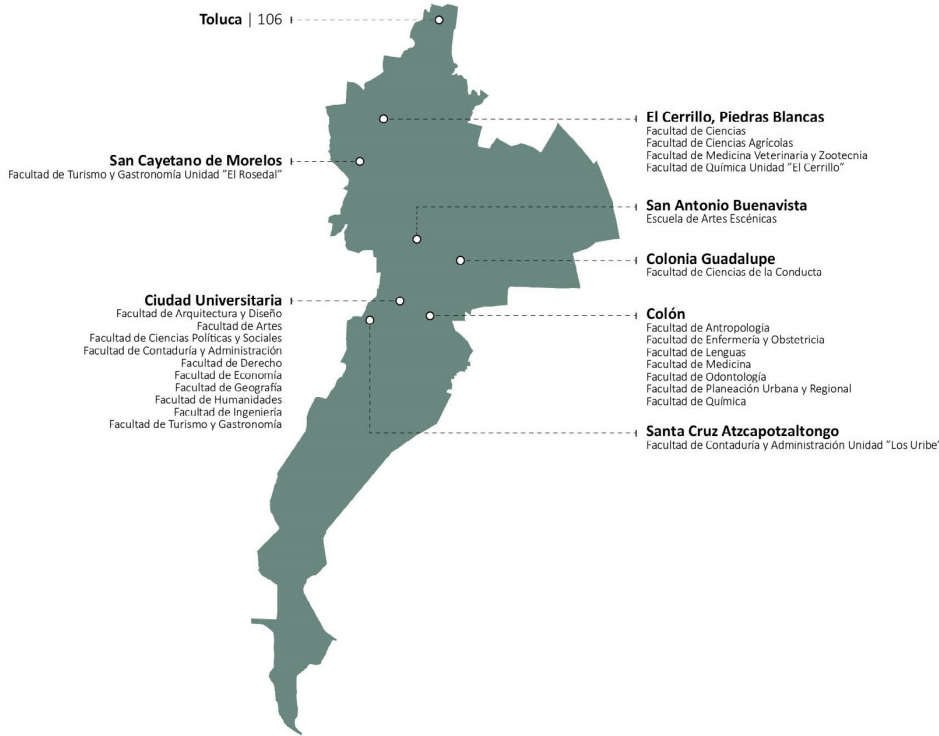 Toluca | 106
San Cayetano de Morelos
Facultad de Turismo y Gastronomía Unidad "El Rosedal"
Ciudad Universitaria
Facultad de Arquitectura y Diseño
Facultad de Artes
Facultad de Ciencias Políticas y Sociales
Facultad de Contaduría y Administración
Facultad de Derecho
Facultad de Economía
Facultad de Geografía
Facultad de Humanidades
Facultad de Ingeniería
Facultad de Turismo y Gastronomía
El Cerrillo, Piedras Blancas
Facultad de Ciencias
Facultad de Ciencias Agrícolas
Facultad de Medicina Veterinaria y Zootecnia
Facultad de Química Unidad "El Cerrillo"
San Antonio Buenavista
Escuela de Artes Escénicas
Colonia Guadalupe
Facultad de Ciencias de la Conducta
Colón
Facultad de Antropología
Facultad de Enfermería y Obstetricia
Facultad de Lenguas
Facultad de Medicina
Facultad de Odontología
Facultad de Planeación Urbana y Regional
Facultad de Química
Santa Cruz Atzcapotzaltongo
Facultad de Contaduría y Administración Unidad "Los Uribe"